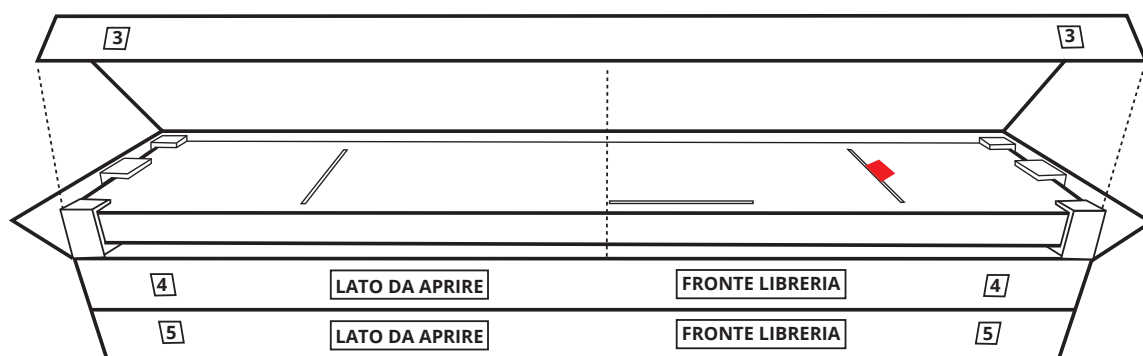 3 3
4 LATO DA APRIRE FRONTE LIBRERIA 4
5 LATO DA APRIRE FRONTE LIBRERIA 5